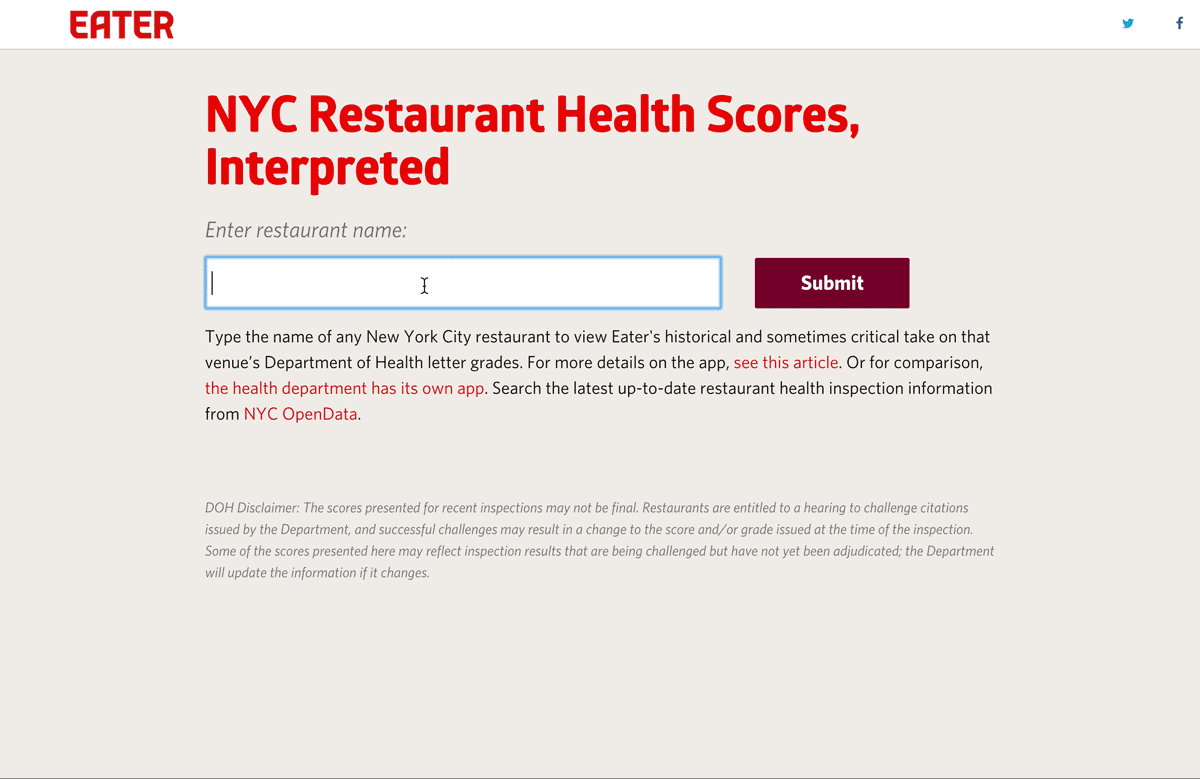 EATER
NYC Restaurant Health Scores,
Interpreted
Enter restaurant name:
Submit
Type the name of any New York City restaurant to view Eater's historical and sometimes critical take on that
venue’s Department of Health letter grades. For more details on the app, see this article. Or for comparison,
the health department has its own app. Search the latest up-to-date restaurant health inspection information
from NYC OpenData.
DOH Disclaimer: The scores presented for recent inspections may not be final. Restaurants are entitled to a hearing to challenge citations
issued by the Department, and successful challenges may result in a change to the score and/or grade issued at the time of the inspection.
Some of the scores presented here may reflect inspection results that are being challenged but have not yet been adjudicated; the Department
will update the information if it changes.